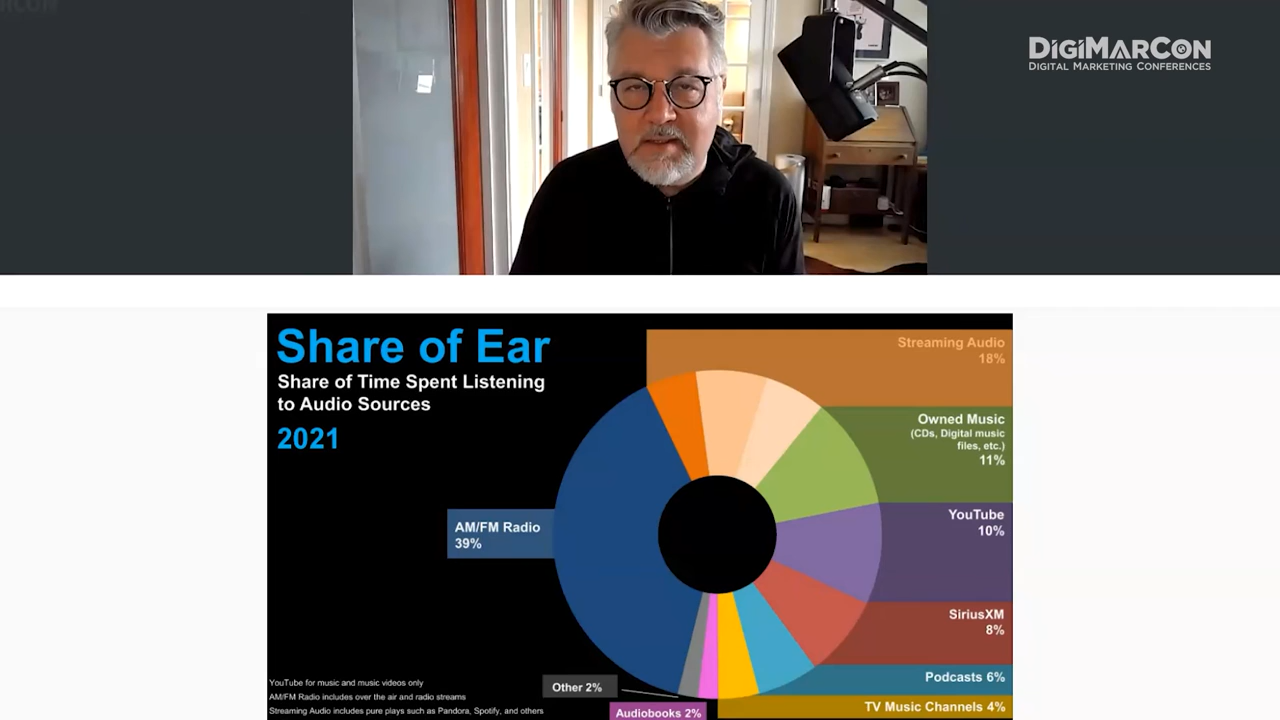 DIGIMARCON
DIGITAL MARKETING CONFERENCES
Share of Ear
Share of Time Spent Listening
to Audio Sources
2021
Streaming Audio
18%
Owned Music
(CDs, Digital music
files, etc.)
11%
YouTube
10%
AM/FM Radio
39%
SiriusXM
8%
Podcasts 6%
TV Music Channels 4%
Other 2%
Audiobooks 2%
YouTube for music and music videos only
AM/FM Radio includes over the air and radio streams
Streaming Audio includes pure plays such as Pandora, Spotify, and others